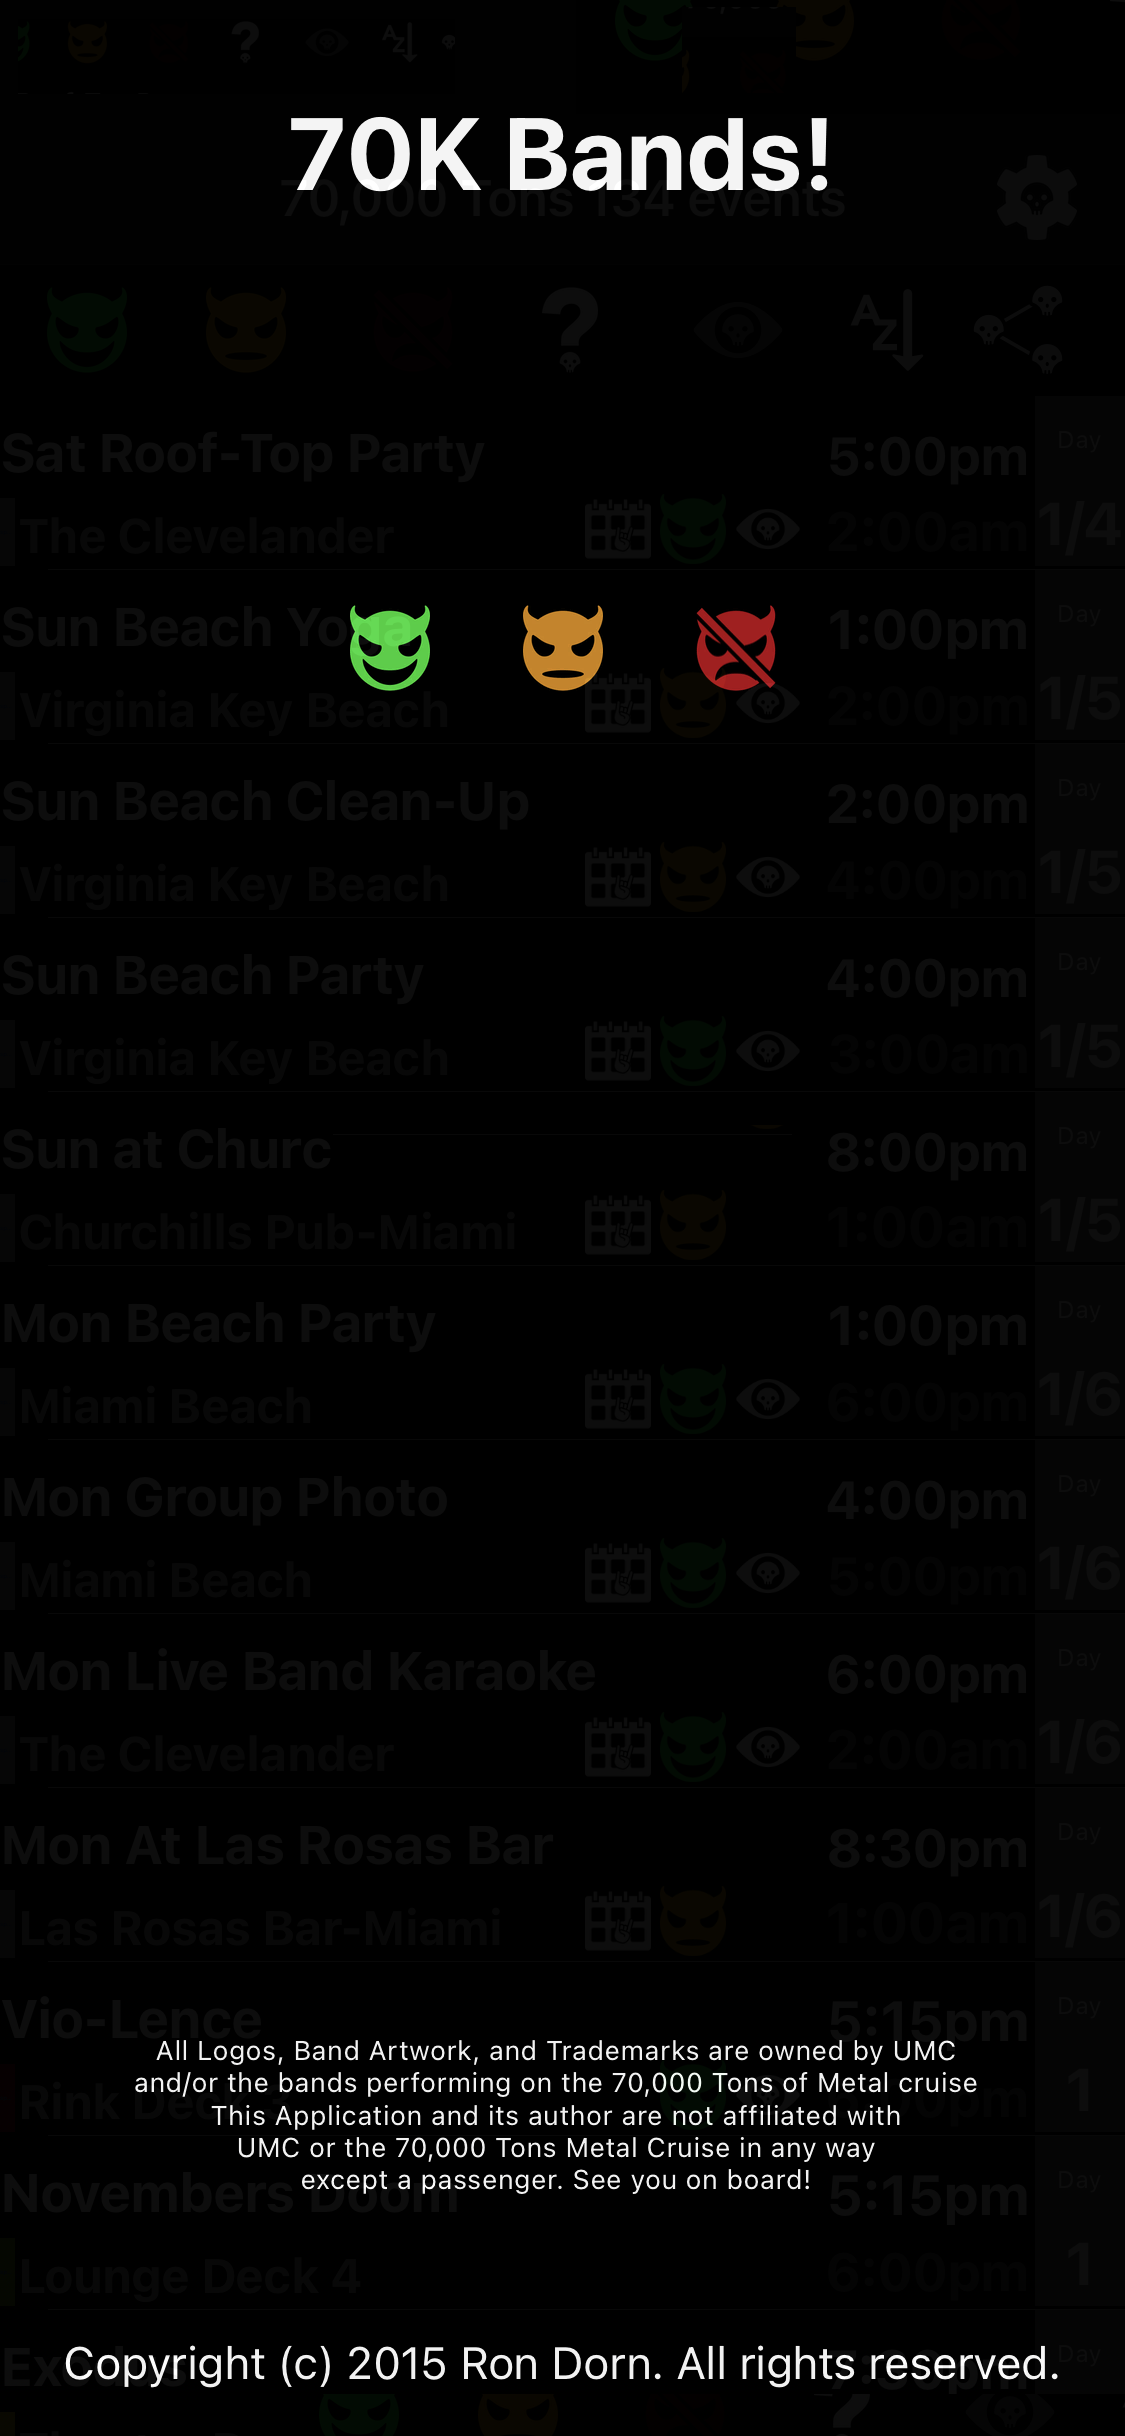 70K Bands!
70,000 Tons 134 events
Sat Roof-Top Party 5:00pm Day
The Clevelander 2:00am 1/4
Sun Beach Yoga 1:00pm Day
Virginia Key Beach 2:00pm 1/5
Sun Beach Clean-Up 2:00pm Day
Virginia Key Beach 4:00pm 1/5
Sun Beach Party 4:00pm Day
Virginia Key Beach 3:00am 1/5
Sun at Churc 8:00pm Day
Churchills Pub-Miami 1:00am 1/5
Mon Beach Party 1:00pm Day
Miami Beach 6:00pm 1/6
Mon Group Photo 4:00pm Day
Miami Beach 5:00pm 1/6
Mon Live Band Karaoke 6:00pm Day
The Clevelander 2:00am 1/6
Mon At Las Rosas Bar 8:30pm Day
Las Rosas Bar-Miami 1:00am 1/6
Vio-Lence 5:15pm Day
All Logos, Band Artwork, and Trademarks are owned by UMC
and/or the bands performing on the 70,000 Tons of Metal cruise
Rink 1
This Application and its author are not affiliated with
UMC or the 70,000 Tons Metal Cruise in any way
except a passenger. See you on board!
Novembers Doom 5:15pm Day
Lounge Deck 4 6:00pm 1
Day
Copyright (c) 2015 Ron Dorn. All rights reserved.